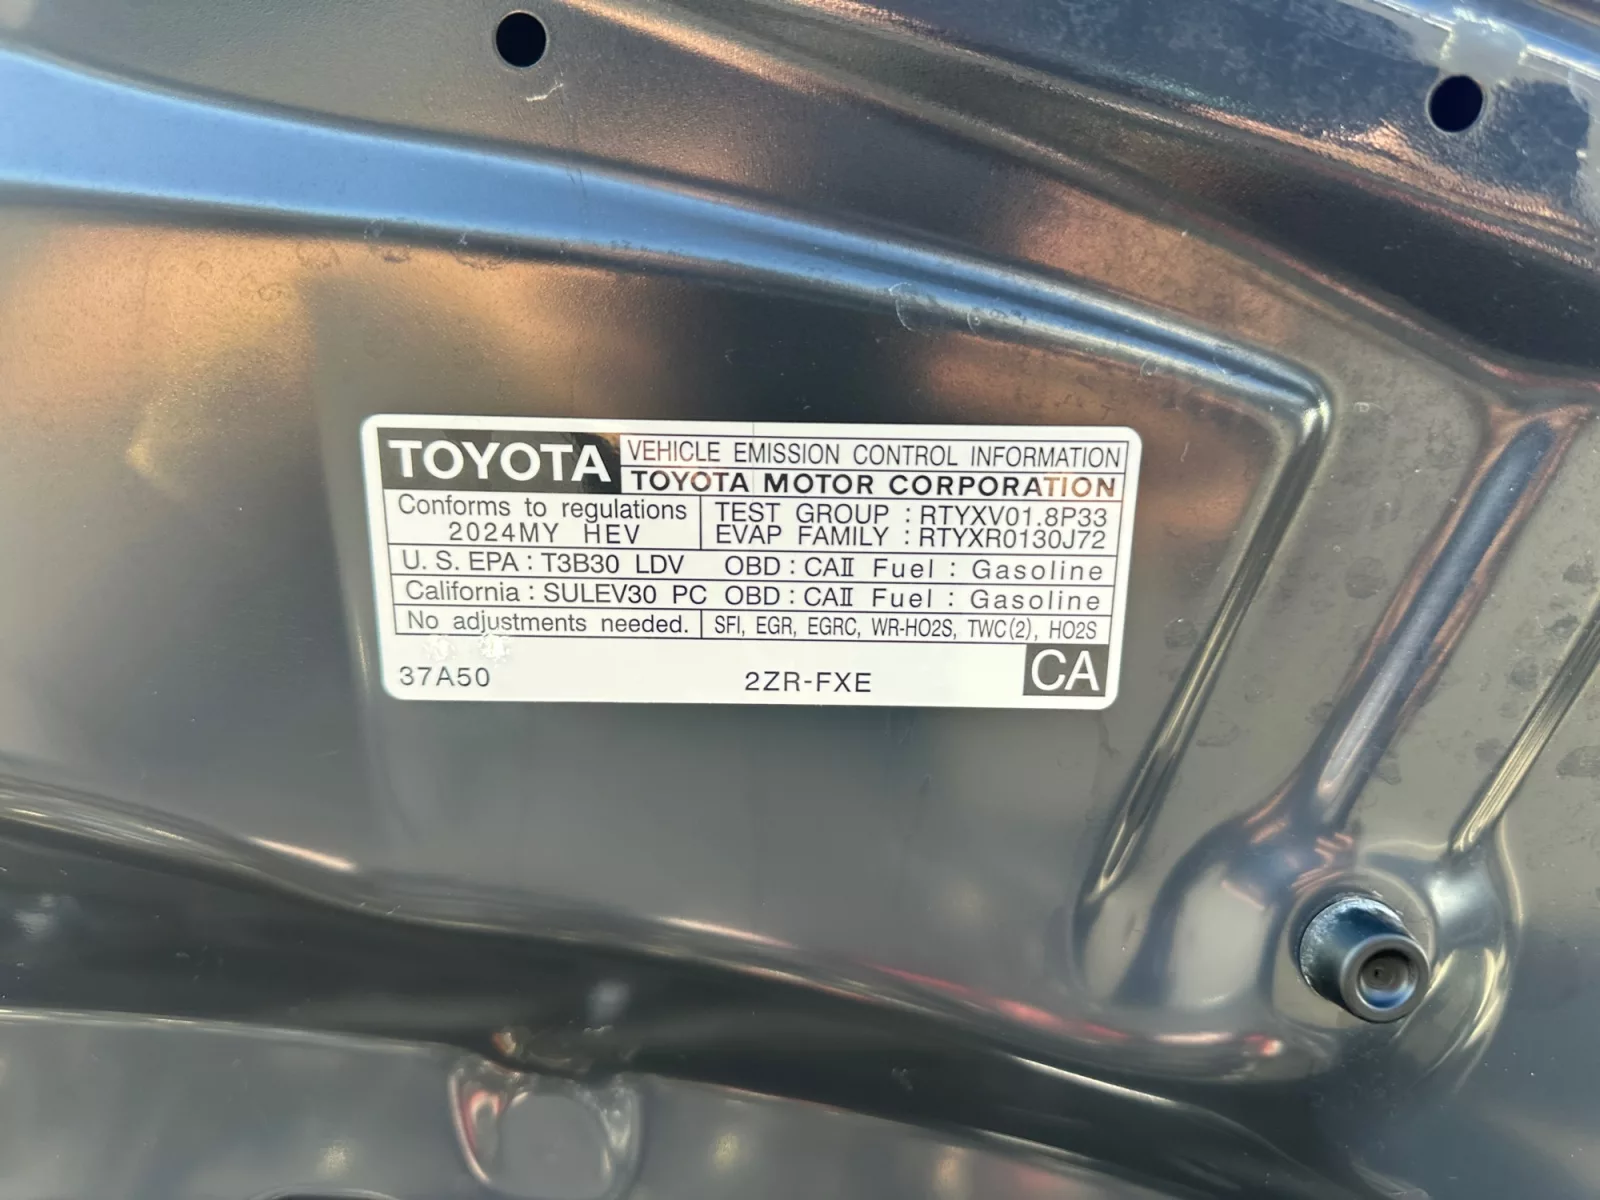 TOYOTA VEHICLE EMISSION CONTROL INFORMATION
TOYOTA MOTOR CORPORATION
Conforms to regulations
2024MY HEV
TEST GROUP : RTYXV01.8P33
EVAP FAMILY : RTYXR0130J72
U. S. EPA : T3B30 LDV OBD : CAII Fuel : Gasoline
California : SULEV30 PC OBD : CAII Fuel : Gasoline
No adjustments needed. SFI, EGR, EGRC, WR-HO2S, TWC(2), HO2S
37A50 2ZR-FXE CA